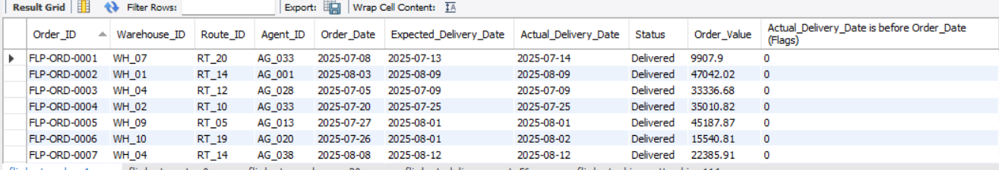 Result Grid Filter Rows: Export: Wrap Cell Content: IA
Order_ID Warehouse_ID Route_ID Agent_ID Order_Date Expected_Delivery_Date Actual_Delivery_Date Status Order_Value Actual_Delivery_Date is before Order_Date
(Flags)
FLP-ORD-0001 WH_07 RT_20 AG_033 2025-07-08 2025-07-13 2025-07-14 Delivered 9907.9 0
FLP-ORD-0002 WH_01 RT_14 AG_001 2025-08-03 2025-08-09 2025-08-09 Delivered 47042.02 0
FLP-ORD-0003 WH_04 RT_12 AG_028 2025-07-05 2025-07-09 2025-07-09 Delivered 33336.68 0
FLP-ORD-0004 WH_02 RT_10 AG_033 2025-07-20 2025-07-25 2025-07-25 Delivered 35010.82 0
FLP-ORD-0005 WH_09 RT_05 AG_013 2025-07-27 2025-08-01 2025-08-01 Delivered 45187.87 0
FLP-ORD-0006 WH_10 RT_19 AG_020 2025-07-26 2025-08-01 2025-08-02 Delivered 15540.81 0
FLP-ORD-0007 WH_04 RT_14 AG_038 2025-08-08 2025-08-12 2025-08-12 Delivered 22385.91 0